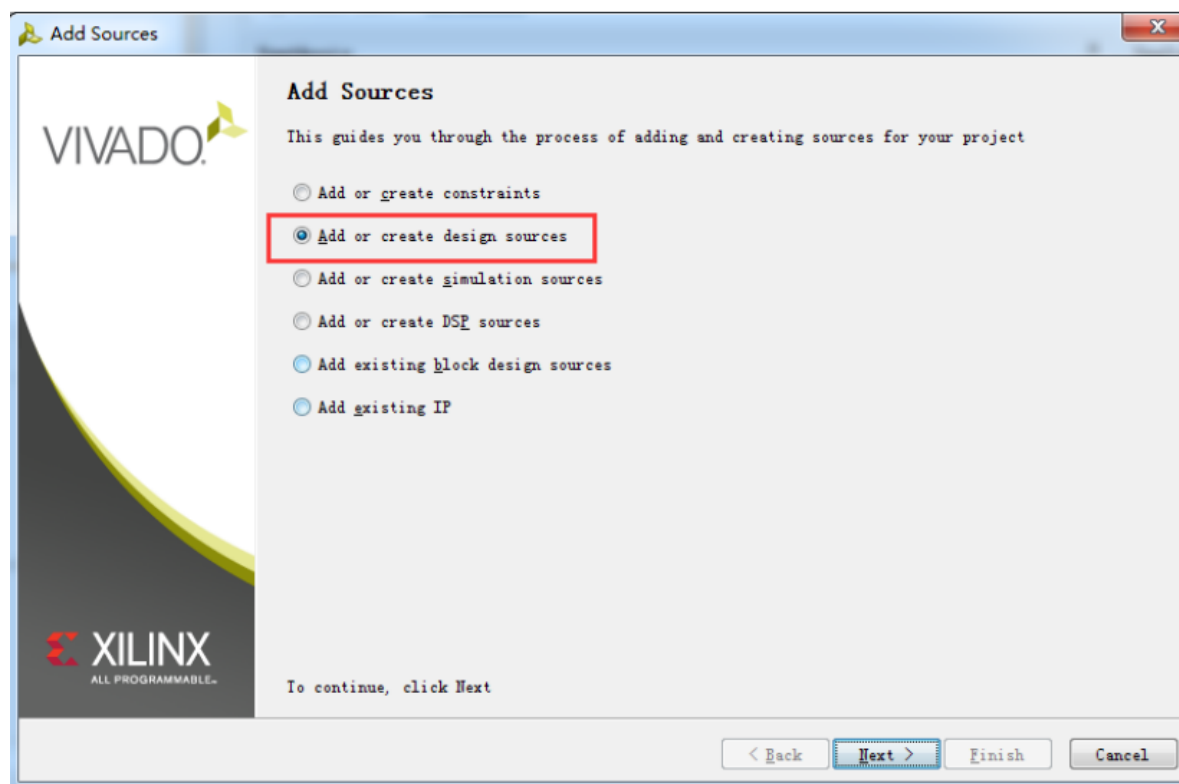 Add Sources
VIVADO.
Add Sources
This guides you through the process of adding and creating sources for your project
Add or create constraints
Add or create design sources
Add or create simulation sources
Add or create DSP sources
Add existing block design sources
Add existing IP
XILINX
ALL PROGRAMMABLE™
To continue, click Next
< Back
Next >
Finish
Cancel